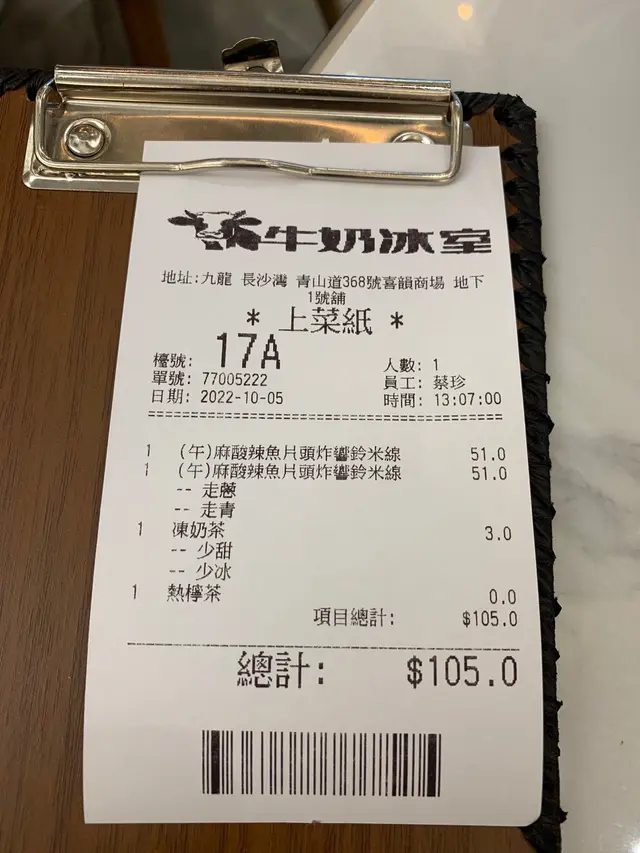 牛奶冰室
地址:九龍 長沙灣 青山道368號喜韻商場 地下
1號舖
* 上菜紙 *
檯號: 17A 人數: 1
單號: 77005222 員工: 蔡珍
日期: 2022-10-05 時間: 13:07:00
1 (午)麻酸辣魚片頭炸響鈴米線 51.0
1 (午)麻酸辣魚片頭炸響鈴米線 51.0
-- 走蔥
-- 走青
1 凍奶茶 3.0
-- 少甜
-- 少冰
1 熱檸茶 0.0
項目總計: $105.0
總計: $105.0